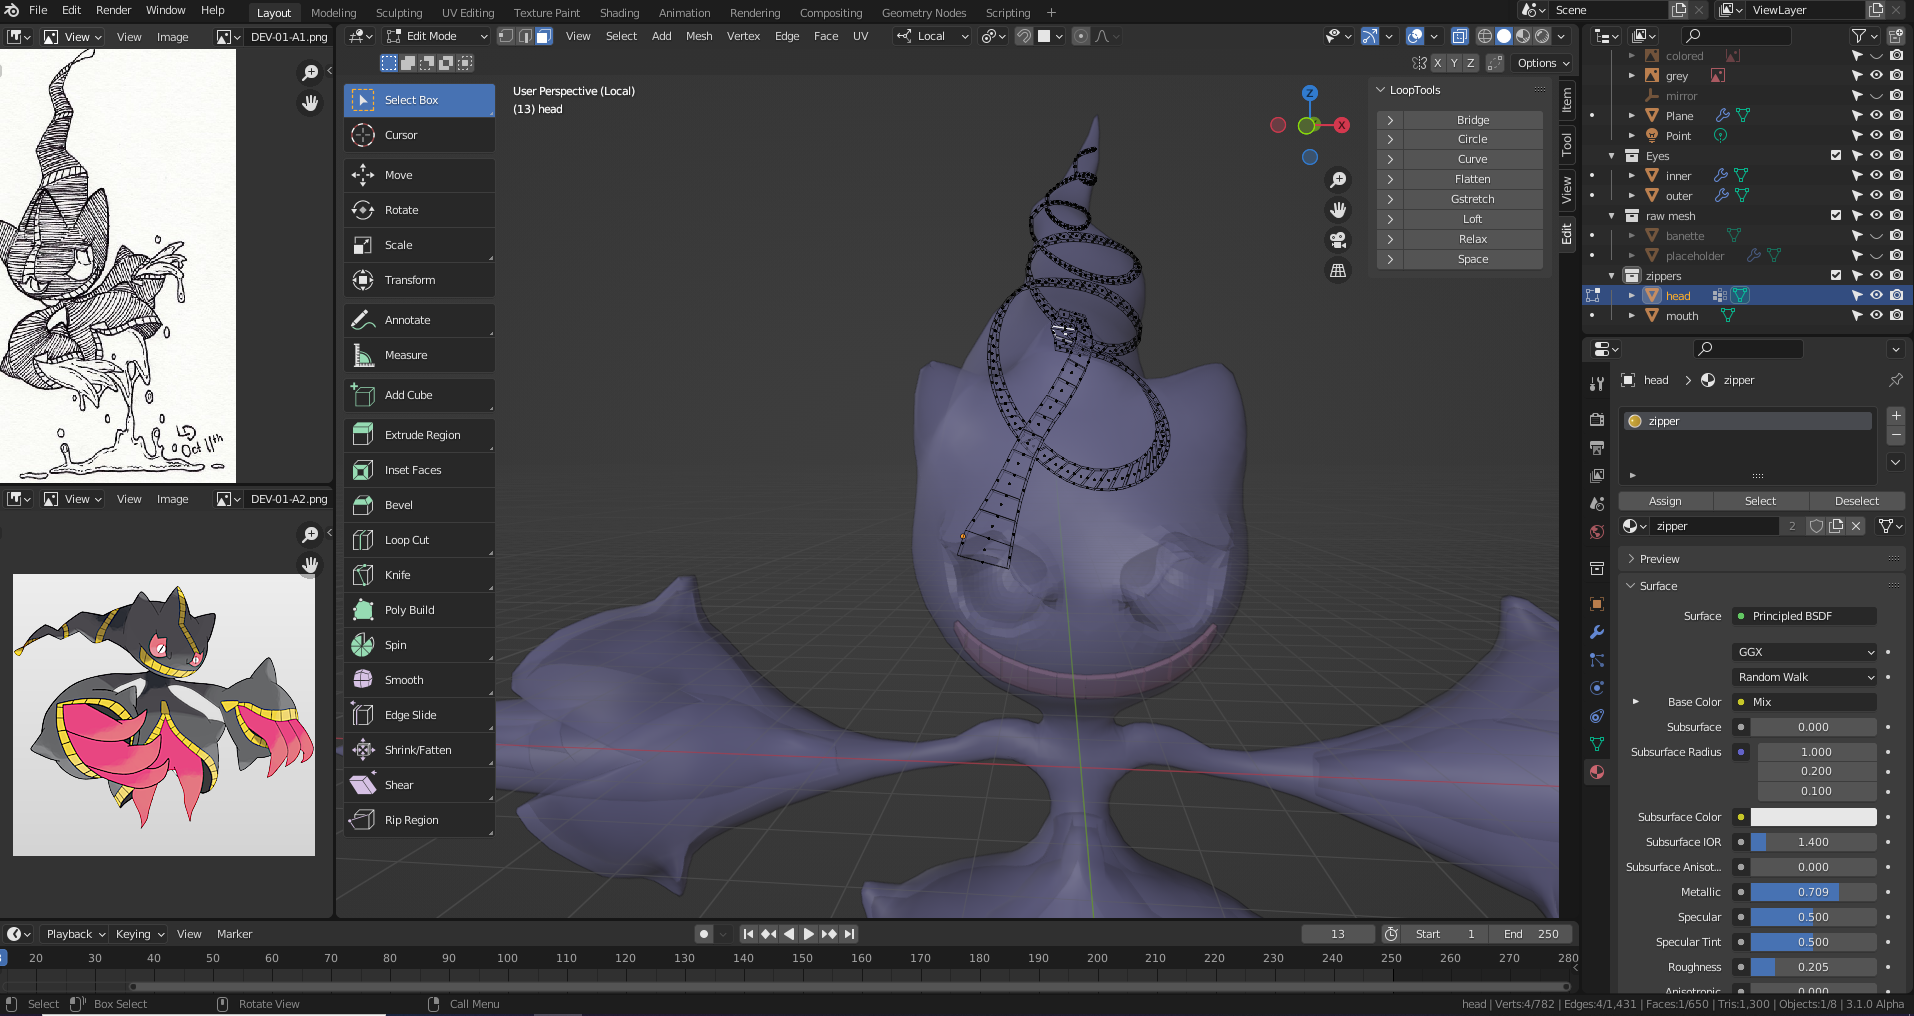 File Edit Render Window Help
Layout Modeling Sculpting UV Editing Texture Paint Shading Animation Rendering Compositing Geometry Nodes Scripting +
Scene
ViewLayer
View View Image DEV-01-A1.png
Edit Mode View Select Add Mesh Vertex Edge Face UV Local
X Y Z Options
Select Box
Cursor
Move
Rotate
Scale
Transform
Annotate
Measure
Add Cube
Extrude Region
Inset Faces
Bevel
Loop Cut
Knife
Poly Build
Spin
Smooth
Edge Slide
Shrink/Fatten
Shear
Rip Region
User Perspective (Local)
(13) head
Z
X
LoopTools
Bridge
Circle
Curve
Flatten
Gstretch
Loft
Relax
Space
Item
Tool
View
Edit
Oct 11th
View View Image DEV-01-A2.png
colored
grey
mirror
Plane
Point
Eyes
inner
outer
raw mesh
banette
placeholder
zippers
head
mouth
head > zipper
zipper
Assign Select Deselect
zipper 2
Preview
Surface
Surface Principled BSDF
GGX
Random Walk
Base Color Mix
Subsurface 0.000
Subsurface Radius 1.000
0.200
0.100
Subsurface Color
Subsurface IOR 1.400
Subsurface Anisot... 0.000
Metallic 0.709
Specular 0.500
Specular Tint 0.500
Roughness 0.205
Anisotropic 0.000
Playback Keying View Marker
13 Start 1 End 250
20 30 40 50 60 70 80 90 100 110 120 130 140 150 160 170 180 190 200 210 220 230 240 250 260 270 280
Select Box Select Rotate View Call Menu
head | Verts:4/782 | Edges:4/1,431 | Faces:1/650 | Tris:1,300 | Objects:1/8 | 3.1.0 Alpha